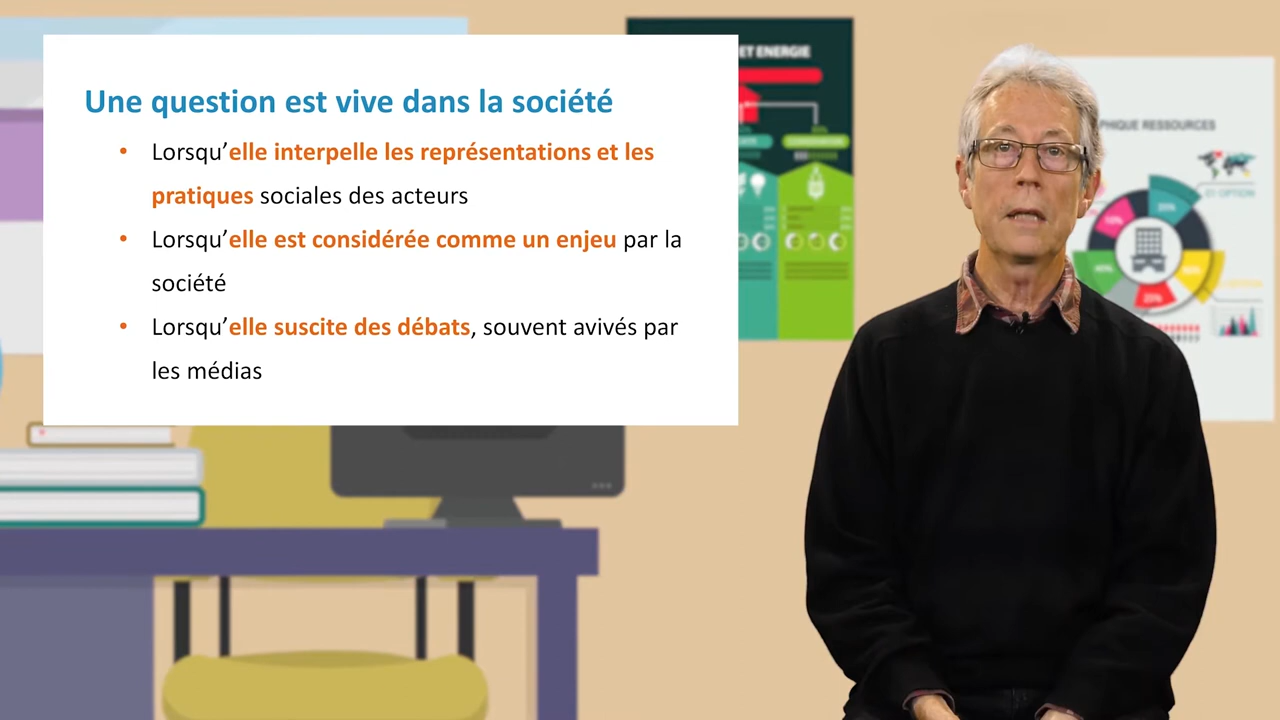 Une question est vive dans la société
• Lorsqu’elle interpelle les représentations et les
pratiques sociales des acteurs
• Lorsqu’elle est considérée comme un enjeu par la
société
• Lorsqu’elle suscite des débats, souvent avivés par
les médias
ET ENERGIE
PHIQUE RESSOURCES
OPTION